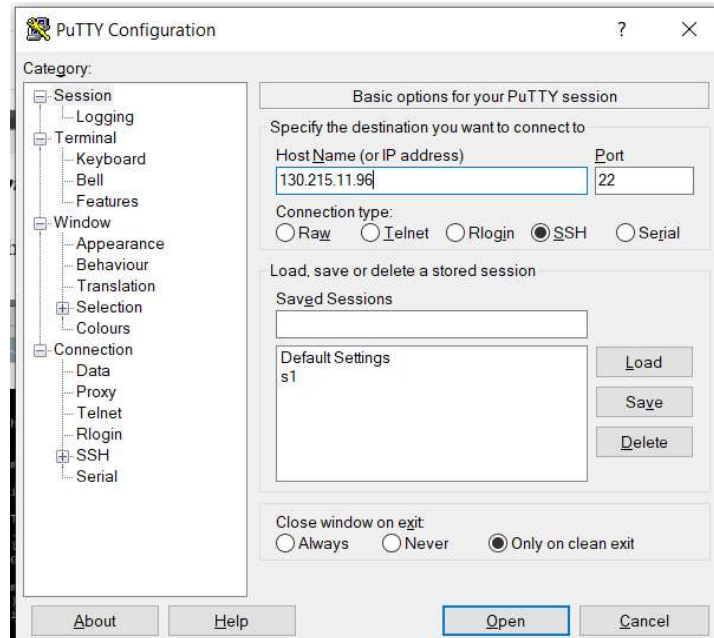 PuTTY Configuration
?
Category:
Session
Logging
Terminal
Keyboard
Bell
Features
Window
Appearance
Behaviour
Translation
Selection
Colours
Connection
Data
Proxy
Telnet
Rlogin
SSH
Serial
Basic options for your PuTTY session
Specify the destination you want to connect to
Host Name (or IP address) Port
130.215.11.96 22
Connection type:
Raw Telnet Rlogin SSH Serial
Load, save or delete a stored session
Saved Sessions
Default Settings
s1
Load
Save
Delete
Close window on exit:
Always Never Only on clean exit
About Help Open Cancel